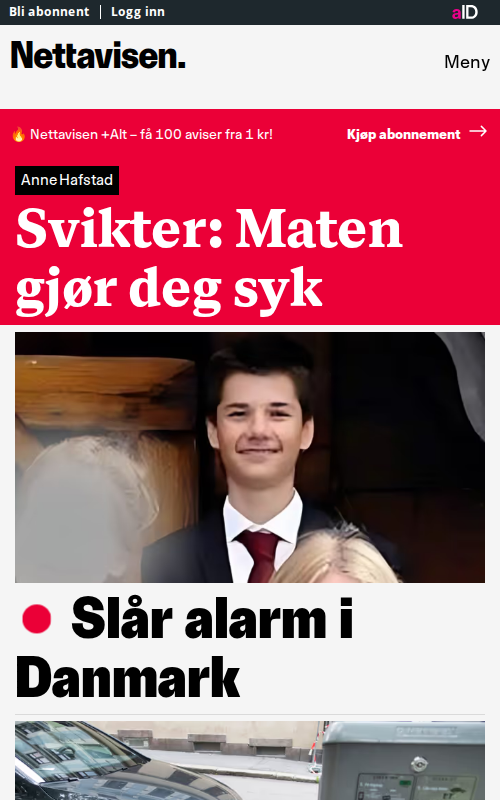 Bli abonnent | Logg inn
aID
Nettavisen.
Meny
🔥 Nettavisen +Alt – få 100 aviser fra 1 kr!
Kjøp abonnement →
Anne Hafstad
Svikter: Maten
gjør deg syk
Slår alarm i
Danmark